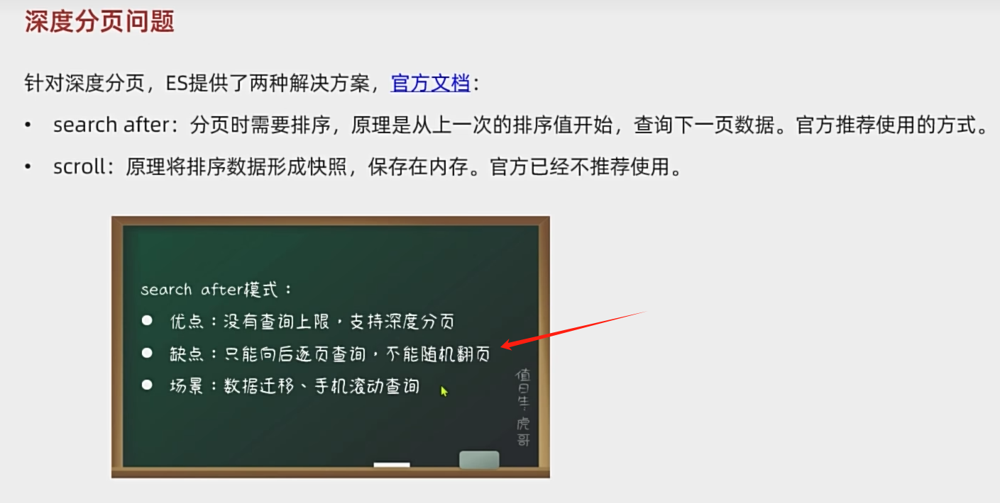 深度分页问题
针对深度分页，ES提供了两种解决方案，官方文档：
• search after：分页时需要排序，原理是从上一次的排序值开始，查询下一页数据。官方推荐使用的方式。
• scroll：原理将排序数据形成快照，保存在内存。官方已经不推荐使用。
search after模式：
● 优点：没有查询上限，支持深度分页
● 缺点：只能向后逐页查询，不能随机翻页
● 场景：数据迁移、手机滚动查询
值日生：虎哥